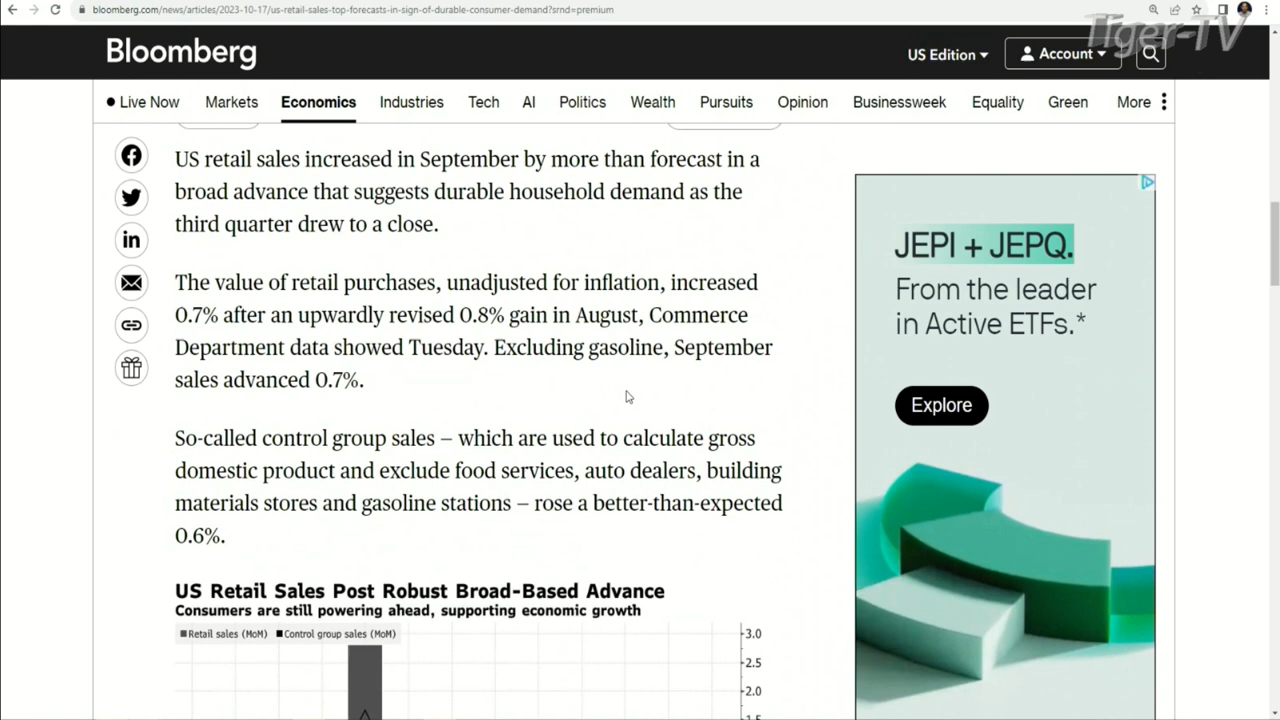 bloomberg.com/news/articles/2023-10-17/us-retail-sales-top-forecasts-in-sign-of-durable-consumer-demand?srnd=premium
Tiger-TV
Bloomberg
US Edition
Account
Live Now Markets Economics Industries Tech AI Politics Wealth Pursuits Opinion Businessweek Equality Green More
US retail sales increased in September by more than forecast in a
broad advance that suggests durable household demand as the
third quarter drew to a close.
The value of retail purchases, unadjusted for inflation, increased
0.7% after an upwardly revised 0.8% gain in August, Commerce
Department data showed Tuesday. Excluding gasoline, September
sales advanced 0.7%.
So-called control group sales – which are used to calculate gross
domestic product and exclude food services, auto dealers, building
materials stores and gasoline stations – rose a better-than-expected
0.6%.
US Retail Sales Post Robust Broad-Based Advance
Consumers are still powering ahead, supporting economic growth
Retail sales (MoM) Control group sales (MoM)
3.0
2.5
2.0
1.5
JEPI + JEPQ.
From the leader
in Active ETFs.*
Explore